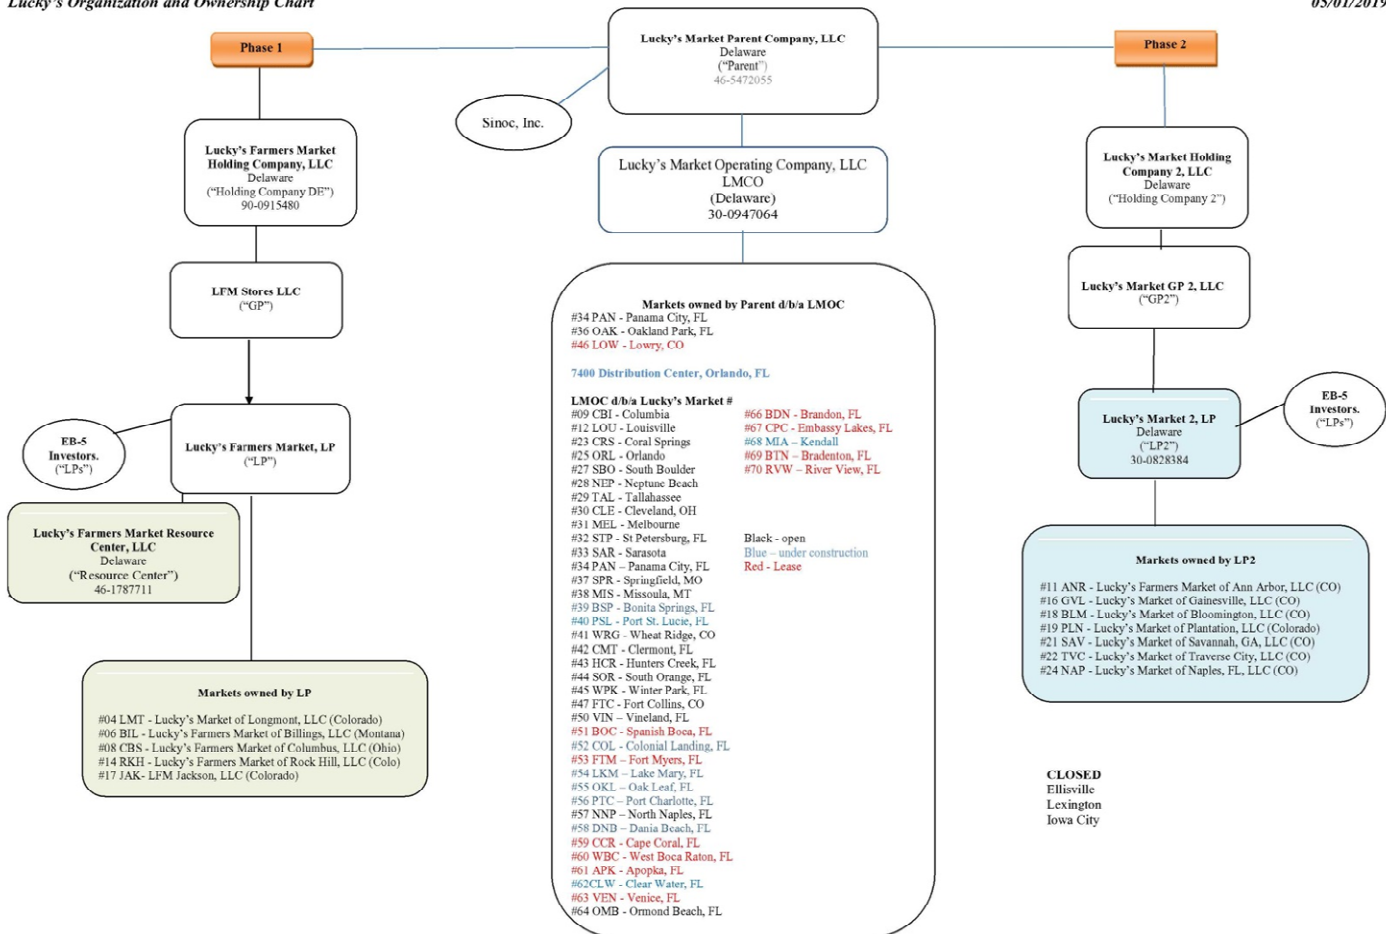 Lucky's Organization and Ownership Chart
05/01/2019
Phase 1
Lucky's Market Parent Company, LLC
Delaware
("Parent")
46-5472055
Phase 2
Sinoc, Inc.
Lucky's Farmers Market
Holding Company, LLC
Delaware
("Holding Company DE")
90-0915480
Lucky's Market Operating Company, LLC
LMCO
(Delaware)
30-0947064
Lucky's Market Holding
Company 2, LLC
Delaware
("Holding Company 2")
LFM Stores LLC
("GP")
Lucky's Market GP 2, LLC
("GP2")
EB-5
Investors.
("LPs")
Lucky's Farmers Market, LP
("LP")
Lucky's Farmers Market Resource
Center, LLC
Delaware
("Resource Center")
46-1787711
Markets owned by LP
#04 LMT - Lucky's Market of Longmont, LLC (Colorado)
#06 BIL - Lucky's Farmers Market of Billings, LLC (Montana)
#08 CBS - Lucky's Farmers Market of Columbus, LLC (Ohio)
#14 RKH - Lucky's Farmers Market of Rock Hill, LLC (Colo)
#17 JAK- LFM Jackson, LLC (Colorado)
Markets owned by Parent d/b/a LMOC
#34 PAN - Panama City, FL
#36 OAK - Oakland Park, FL
#46 LOW - Lowry, CO
7400 Distribution Center, Orlando, FL
LMOC d/b/a Lucky's Market #
#09 CBI - Columbia
#12 LOU - Louisville
#23 CRS - Coral Springs
#25 ORL - Orlando
#27 SBO - South Boulder
#28 NEP - Neptune Beach
#29 TAL - Tallahassee
#30 CLE - Cleveland, OH
#31 MEL - Melbourne
#32 STP - St Petersburg, FL
#33 SAR - Sarasota
#34 PAN – Panama City, FL
#37 SPR - Springfield, MO
#38 MIS - Missoula, MT
#39 BSP - Bonita Springs, FL
#40 PSL - Port St. Lucie, FL
#41 WRG - Wheat Ridge, CO
#42 CMT - Clermont, FL
#43 HCR - Hunters Creek, FL
#44 SOR - South Orange, FL
#45 WPK - Winter Park, FL
#47 FTC - Fort Collins, CO
#50 VIN – Vineland, FL
#51 BOC - Spanish Boca, FL
#52 COL - Colonial Landing, FL
#53 FTM – Fort Myers, FL
#54 LKM – Lake Mary, FL
#55 OKL – Oak Leaf, FL
#56 PTC – Port Charlotte, FL
#57 NNP – North Naples, FL
#58 DNB – Dania Beach, FL
#59 CCR - Cape Coral, FL
#60 WBC - West Boca Raton, FL
#61 APK - Apopka, FL
#62CLW - Clear Water, FL
#63 VEN - Venice, FL
#64 OMB - Ormond Beach, FL
#66 BDN - Brandon, FL
#67 CPC - Embassy Lakes, FL
#68 MIA – Kendall
#69 BTN – Bradenton, FL
#70 RVW – River View, FL
Black - open
Blue – under construction
Red - Lease
Lucky's Market 2, LP
Delaware
("LP2")
30-0828384
EB-5
Investors.
("LPs")
Markets owned by LP2
#11 ANR - Lucky's Farmers Market of Ann Arbor, LLC (CO)
#16 GVL - Lucky's Market of Gainesville, LLC (CO)
#18 BLM - Lucky's Market of Bloomington, LLC (CO)
#19 PLN - Lucky's Market of Plantation, LLC (Colorado)
#21 SAV - Lucky's Market of Savannah, GA, LLC (CO)
#22 TVC - Lucky's Market of Traverse City, LLC (CO)
#24 NAP - Lucky's Market of Naples, FL, LLC (CO)
CLOSED
Ellisville
Lexington
Iowa City